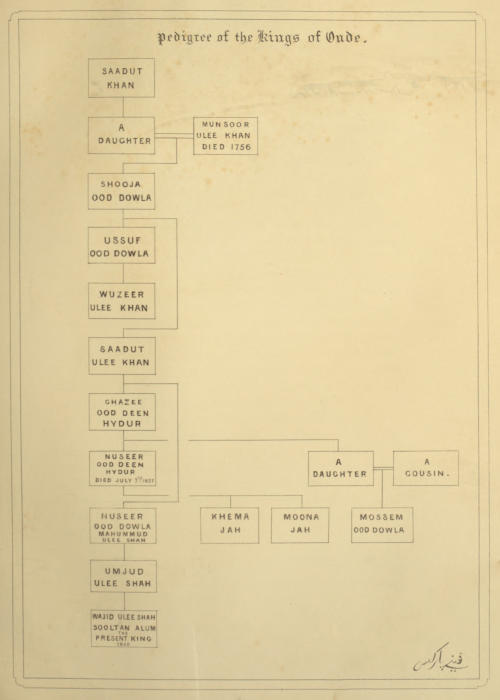 Pedigree of the Kings of Oude.
SAADUT
KHAN
A
DAUGHTER
MUNSOOR
ULEE KHAN
DIED 1756
SHOOJA
OOD DOWLA
USSUF
OOD DOWLA
WUZEER
ULEE KHAN
SAADUT
ULEE KHAN
GHAZEE
OOD DEEN
HYDUR
NUSEER
OOD DEEN
HYDUR
DIED JULY 7TH 1837
A
DAUGHTER
A
COUSIN.
NUSEER
OOD DOWLA
MAHUMMUD
ULEE SHAH
KHEMA
JAH
MOONA
JAH
MOSSEM
OOD DOWLA
UMJUD
ULEE SHAH
WAJID ULEE SHAH
SOOLTAN ALUM
THE
PRESENT KING